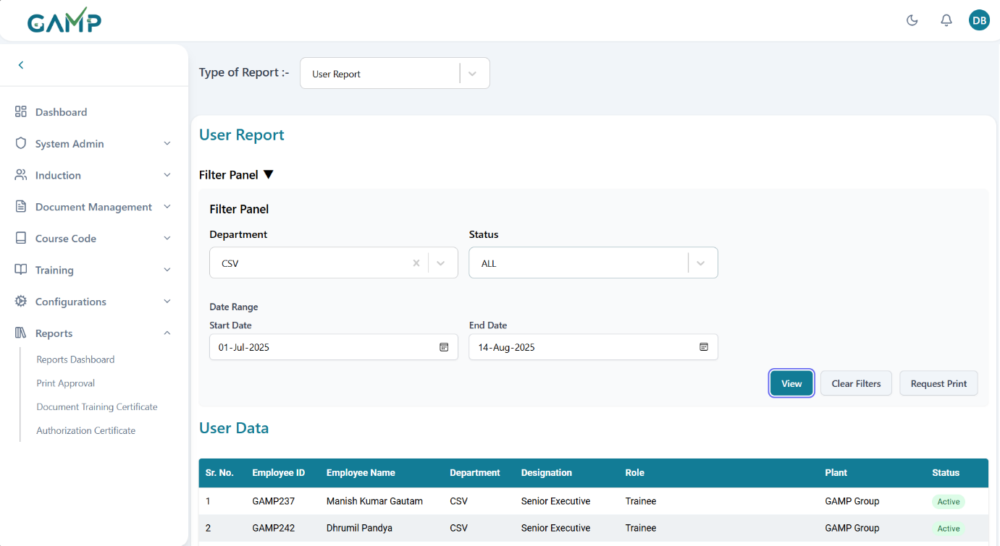 GAMP
DB
Type of Report :-
User Report
Dashboard
System Admin
Induction
Document Management
Course Code
Training
Configurations
Reports
Reports Dashboard
Print Approval
Document Training Certificate
Authorization Certificate
User Report
Filter Panel ▼
Filter Panel
Department Status
CSV ALL
Date Range
Start Date End Date
01-Jul-2025 14-Aug-2025
View Clear Filters Request Print
User Data
Sr. No. Employee ID Employee Name Department Designation Role Plant Status
1 GAMP237 Manish Kumar Gautam CSV Senior Executive Trainee GAMP Group Active
2 GAMP242 Dhrumil Pandya CSV Senior Executive Trainee GAMP Group Active